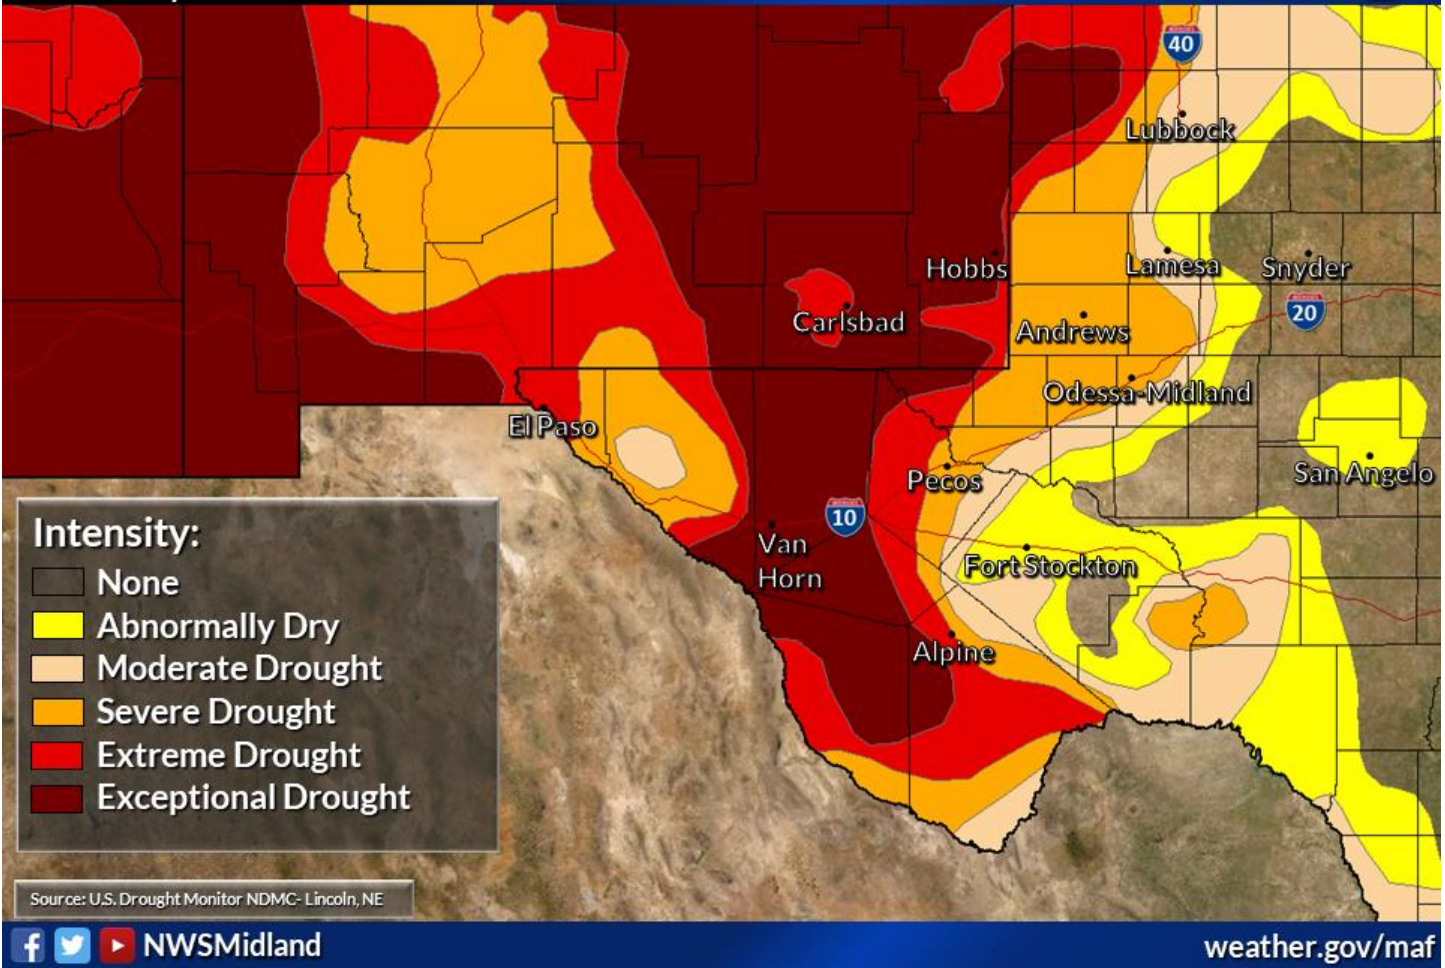 40
Lubbock
Hobbs
Lamesa
Snyder
Carlsbad
Andrews
20
Odessa-Midland
El Paso
Pecos
San Angelo
10
Van
Horn
Fort Stockton
Alpine
Intensity:
None
Abnormally Dry
Moderate Drought
Severe Drought
Extreme Drought
Exceptional Drought
Source: U.S. Drought Monitor NDMC- Lincoln, NE
NWSMidland
weather.gov/maf